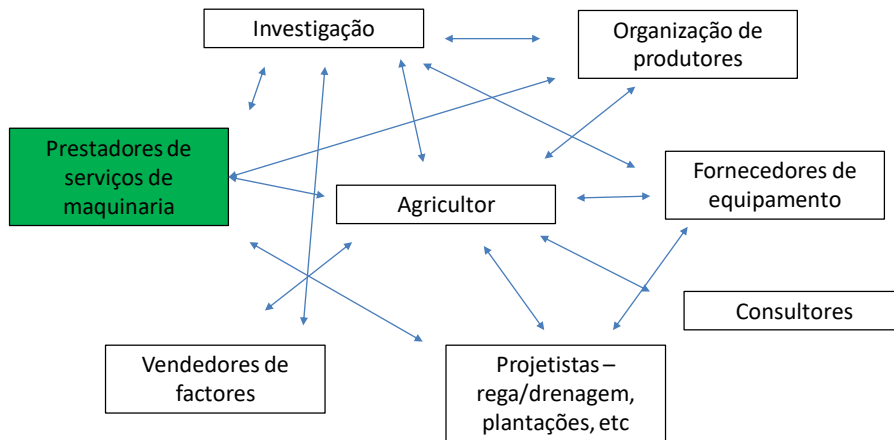 Investigação
Organização de
produtores
Prestadores de
serviços de
maquinaria
Agricultor
Fornecedores de
equipamento
Consultores
Vendedores de
factores
Projetistas –
rega/drenagem,
plantações, etc